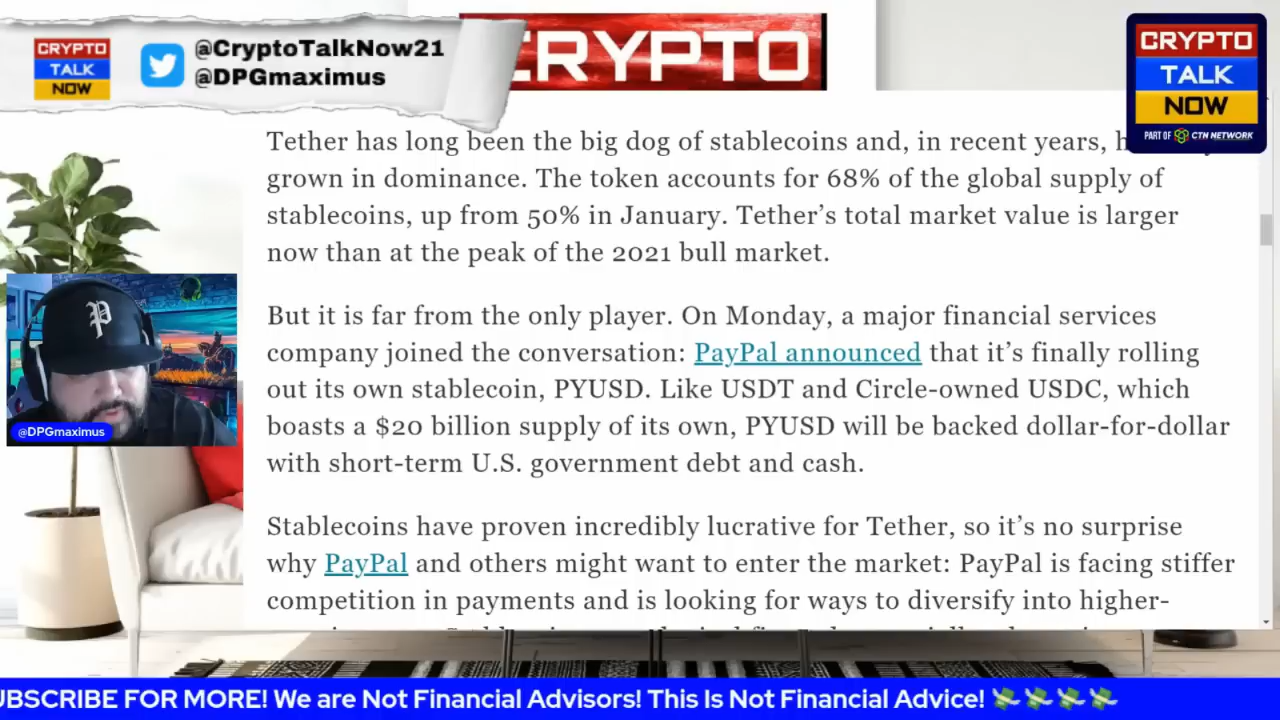 CRYPTO
TALK
NOW
@CryptoTalkNow21
@DPGmaximus
CRYPTO
CRYPTO
TALK
NOW
PART OF CTN NETWORK
Tether has long been the big dog of stablecoins and, in recent years,
grown in dominance. The token accounts for 68% of the global supply of
stablecoins, up from 50% in January. Tether's total market value is larger
now than at the peak of the 2021 bull market.
But it is far from the only player. On Monday, a major financial services
company joined the conversation: PayPal announced that it's finally rolling
out its own stablecoin, PYUSD. Like USDT and Circle-owned USDC, which
boasts a $20 billion supply of its own, PYUSD will be backed dollar-for-dollar
with short-term U.S. government debt and cash.
Stablecoins have proven incredibly lucrative for Tether, so it's no surprise
why PayPal and others might want to enter the market: PayPal is facing stiffer
competition in payments and is looking for ways to diversify into higher-
P
@DPGmaximus
UBSCRIBE FOR MORE! We are Not Financial Advisors! This Is Not Financial Advice! 💸💸💸💸